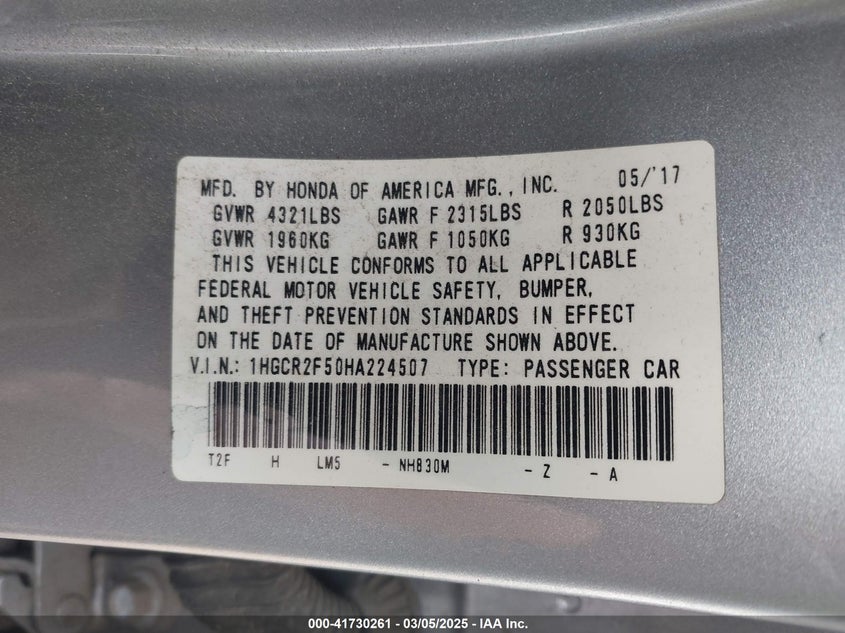 MFD. BY HONDA OF AMERICA MFG., INC. 05/'17
GVWR 4321LBS GAWR F 2315LBS R 2050LBS
GVWR 1960KG GAWR F 1050KG R 930KG
THIS VEHICLE CONFORMS TO ALL APPLICABLE
FEDERAL MOTOR VEHICLE SAFETY, BUMPER,
AND THEFT PREVENTION STANDARDS IN EFFECT
ON THE DATE OF MANUFACTURE SHOWN ABOVE.
V.I.N.: 1HGCR2F50HA224507 TYPE: PASSENGER CAR
T2F H LM5 - NH830M - Z - A
000-41730261 - 03/05/2025 - IAA Inc.